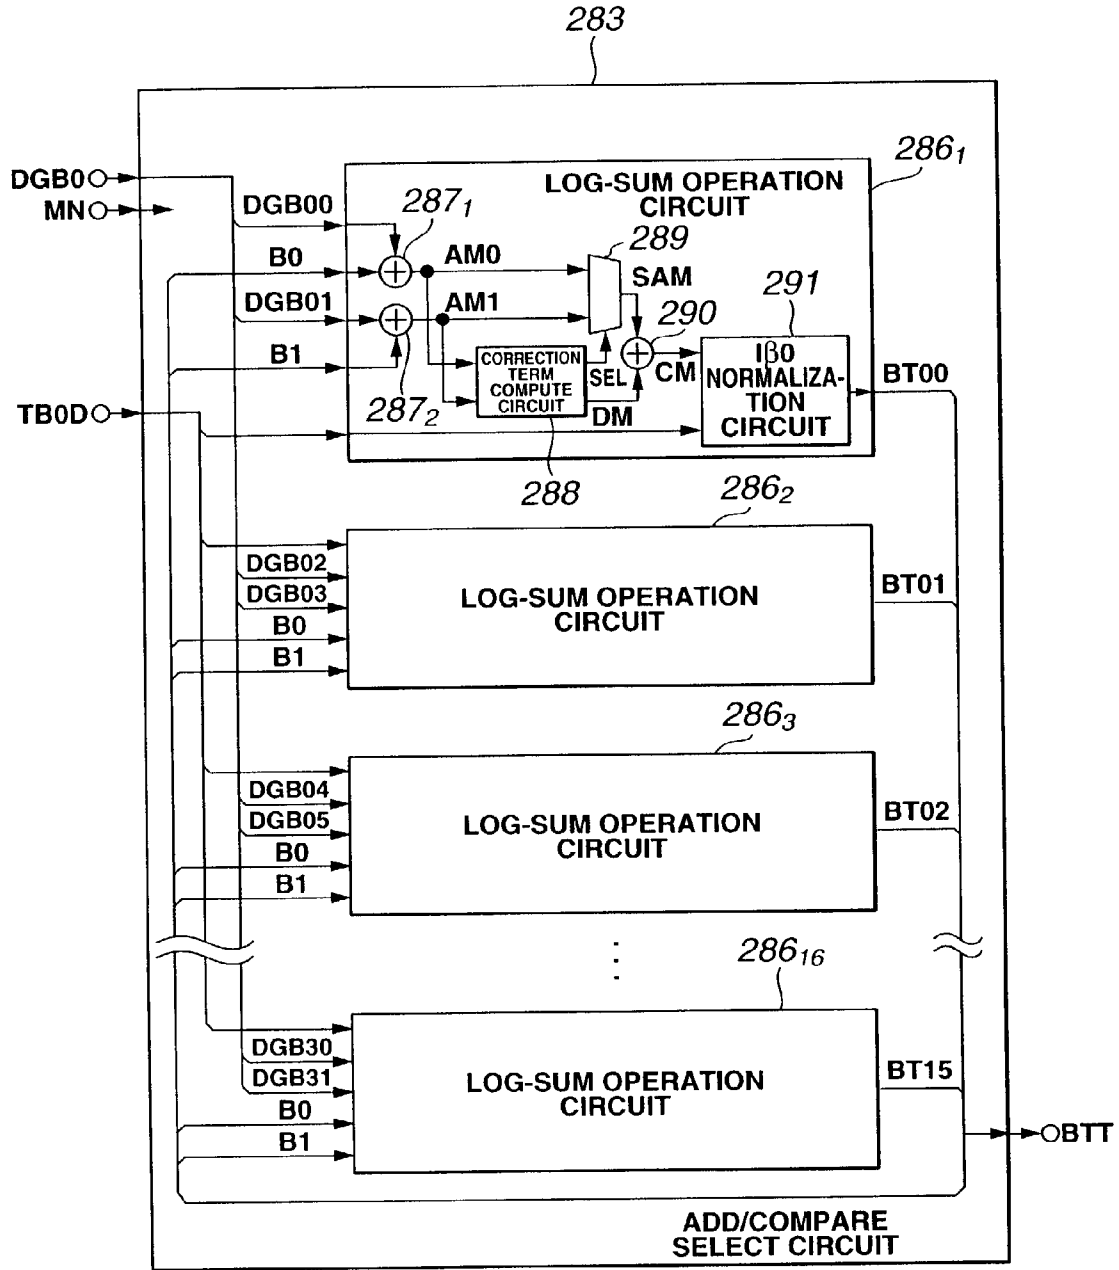 283
286₁
DGB0
MN
LOG-SUM OPERATION
CIRCUIT
DGB00
287₁
B0
AM0
289
SAM
291
DGB01
AM1
290
B1
287₂
CORRECTION
TERM
COMPUTE
CIRCUIT
SEL
DM
CM
Iβ0
NORMALIZA-
TION
CIRCUIT
BT00
TB0D
288
286₂
DGB02
DGB03
B0
B1
LOG-SUM OPERATION
CIRCUIT
BT01
286₃
DGB04
DGB05
B0
B1
LOG-SUM OPERATION
CIRCUIT
BT02
286₁₆
DGB30
DGB31
B0
B1
LOG-SUM OPERATION
CIRCUIT
BT15
BTT
ADD/COMPARE
SELECT CIRCUIT